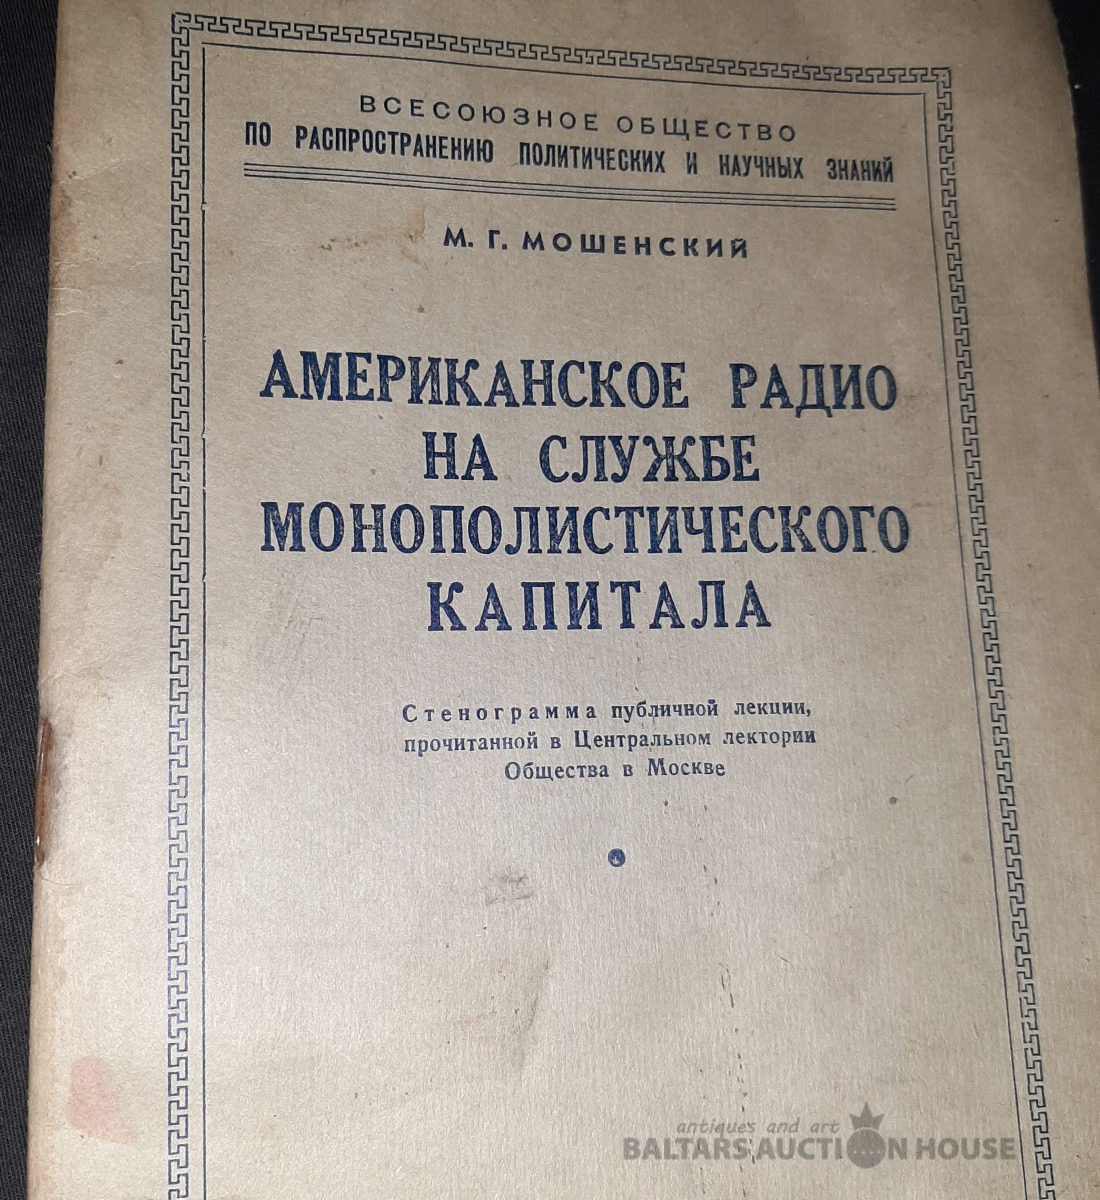 ВСЕСОЮЗНОЕ ОБЩЕСТВО
ПО РАСПРОСТРАНЕНИЮ ПОЛИТИЧЕСКИХ И НАУЧНЫХ ЗНАНИЙ
М. Г. МОШЕНСКИЙ
АМЕРИКАНСКОЕ РАДИО
НА СЛУЖБЕ
МОНОПОЛИСТИЧЕСКОГО
КАПИТАЛА
Стенограмма публичной лекции,
прочитанной в Центральном лектории
Общества в Москве
antiques and art
BALTARS AUCTION HOUSE